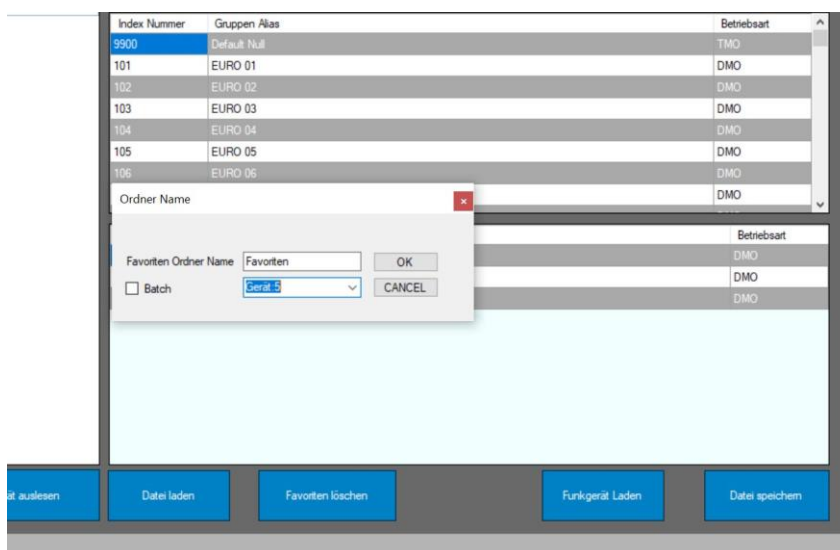 Index Nummer Gruppen Alias Betriebsart
9900 Default Null TMO
101 EURO 01 DMO
102 EURO 02 DMO
103 EURO 03 DMO
104 EURO 04 DMO
105 EURO 05 DMO
106 EURO 06 DMO
DMO
Ordner Name
Betriebsart
DMO
Favoriten Ordner Name Favoriten OK
DMO
Batch Gerät:5 CANCEL
DMO
ät auslesen Datei laden Favoriten löschen Funkgerät Laden Datei speichern